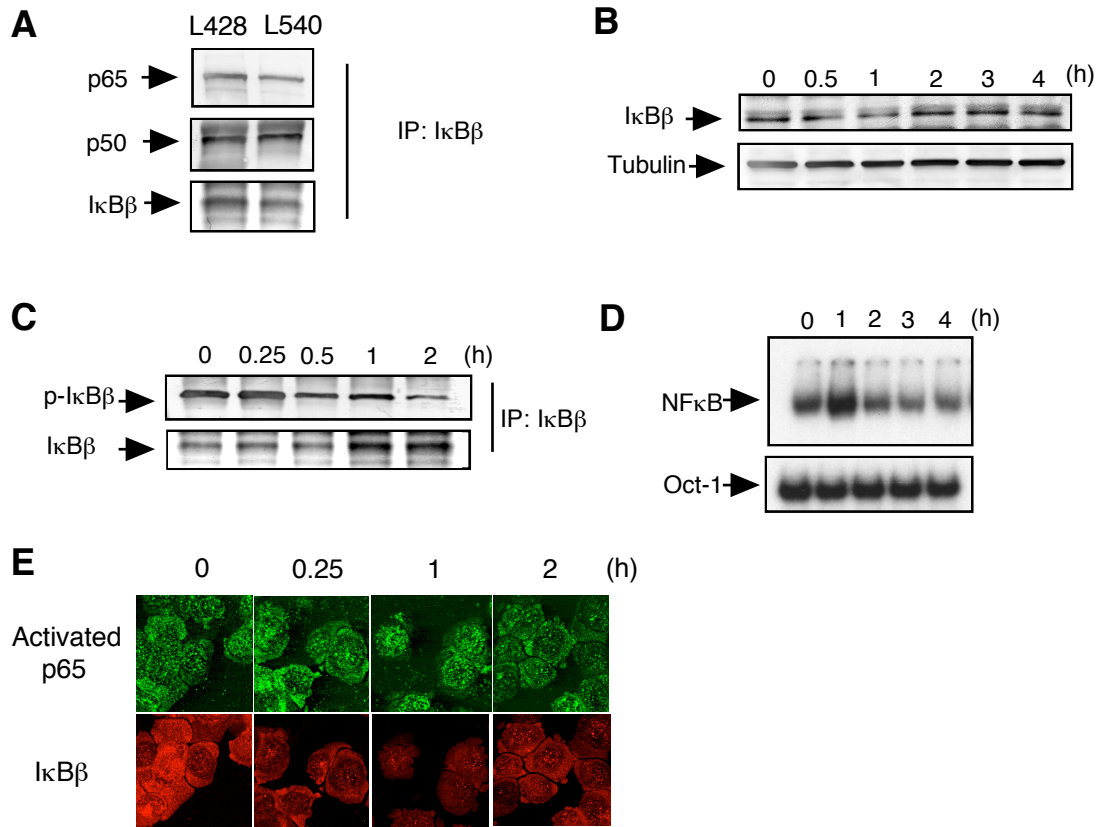 A
L428 L540
p65
p50
IκBβ
IP: IκBβ
B
0 0.5 1 2 3 4 (h)
IκBβ
Tubulin
C
0 0.25 0.5 1 2 (h)
p-IκBβ
IκBβ
IP: IκBβ
D
0 1 2 3 4 (h)
NFκB
Oct-1
E
0 0.25 1 2 (h)
Activated
p65
IκBβ